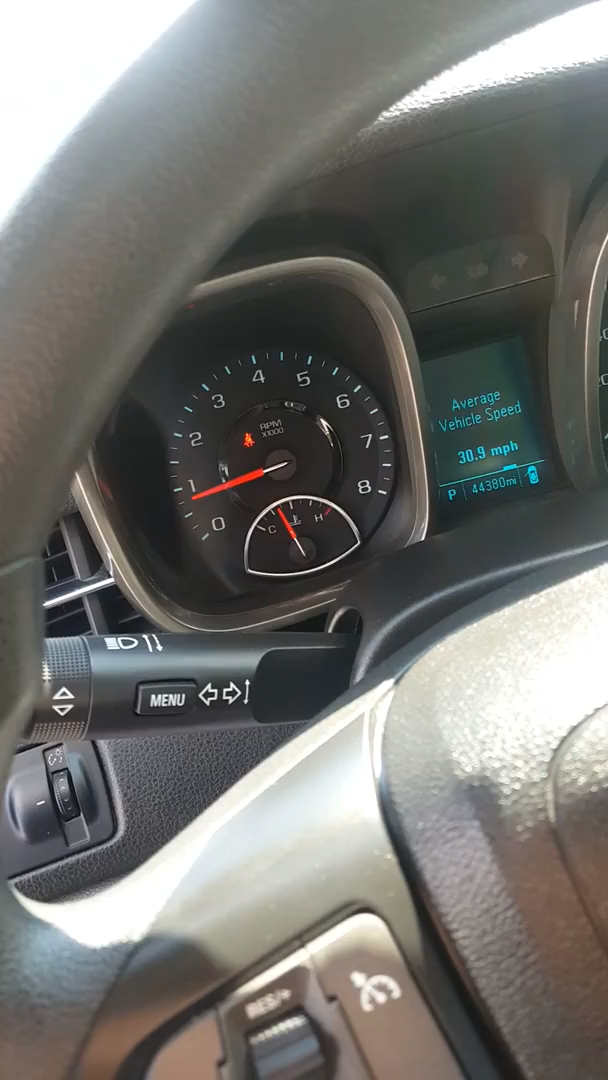 4 5
3 6
RPM
X1000
2 7
1 8
0
C H
Average
Vehicle Speed
30.9 mph
P 44380mi
MENU
RES/+